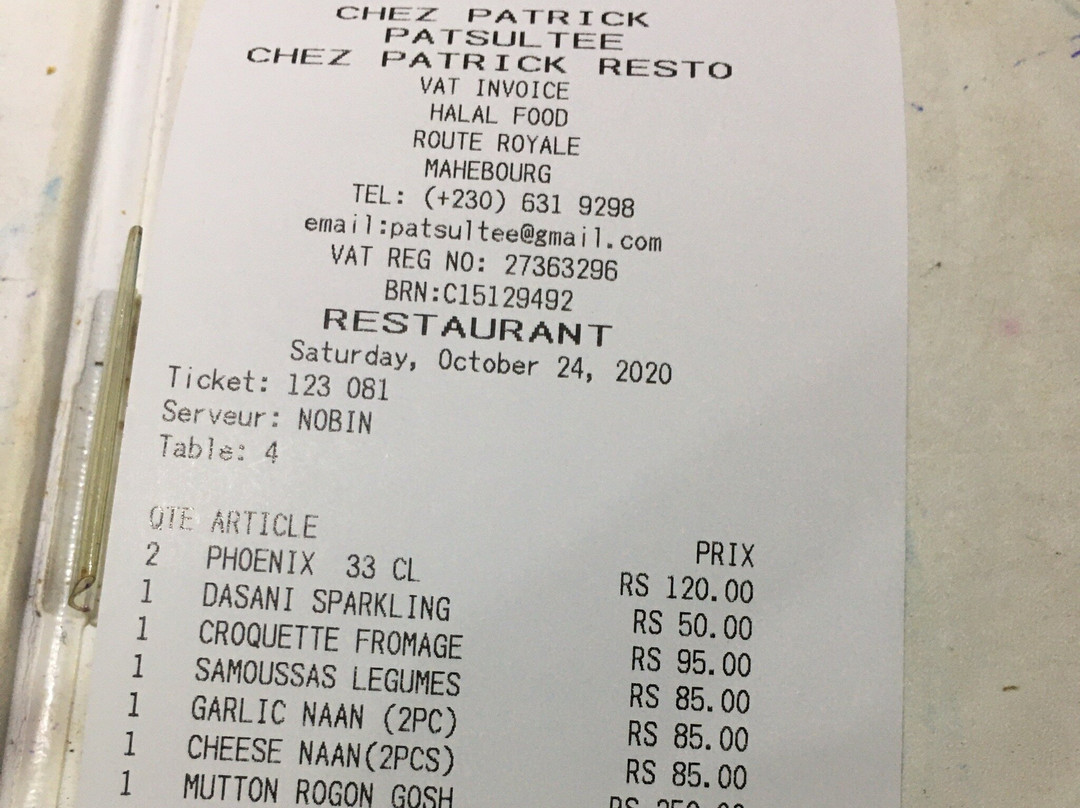 CHEZ PATRICK
PATSULTEE
CHEZ PATRICK RESTO
VAT INVOICE
HALAL FOOD
ROUTE ROYALE
MAHEBOURG
TEL: (+230) 631 9298
email:patsultee@gmail.com
VAT REG NO: 27363296
BRN:C15129492
RESTAURANT
Saturday, October 24, 2020
Ticket: 123 081
Serveur: NOBIN
Table: 4
QTE ARTICLE PRIX
2 PHOENIX 33 CL RS 120.00
1 DASANI SPARKLING RS 50.00
1 CROQUETTE FROMAGE RS 95.00
1 SAMOUSSAS LEGUMES RS 85.00
1 GARLIC NAAN (2PC) RS 85.00
1 CHEESE NAAN(2PCS) RS 85.00
1 MUTTON ROGON GOSH RS